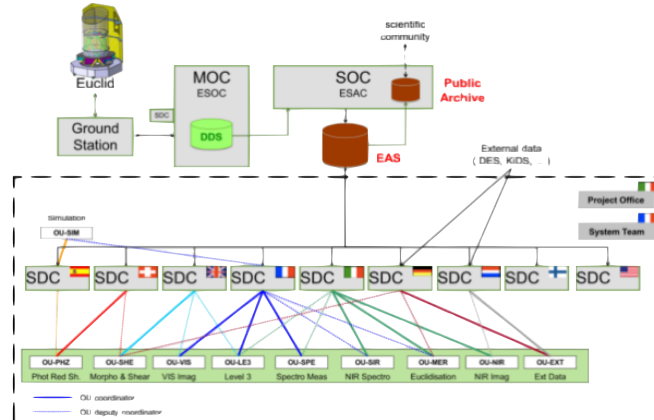 scientific
community
Euclid
MOC
ESOC
SOC
ESAC
Public
Archive
SDC
Ground
Station
DDS
EAS
External data
( DES, KiDS, .. )
Project Office
System Team
Simulation
OU-SIM
SDC SDC SDC SDC SDC SDC SDC SDC SDC
OU-PHZ OU-SHE OU-VIS OU-LE3 OU-SPE OU-SIR OU-MER OU-NIR OU-EXT
Phot Red Sh. Morpho & Shear VIS Imag Level 3 Spectro Meas NIR Spectro Euclidisation NIR Imag Ext Data
OU coordinator
OU deputy coordinator